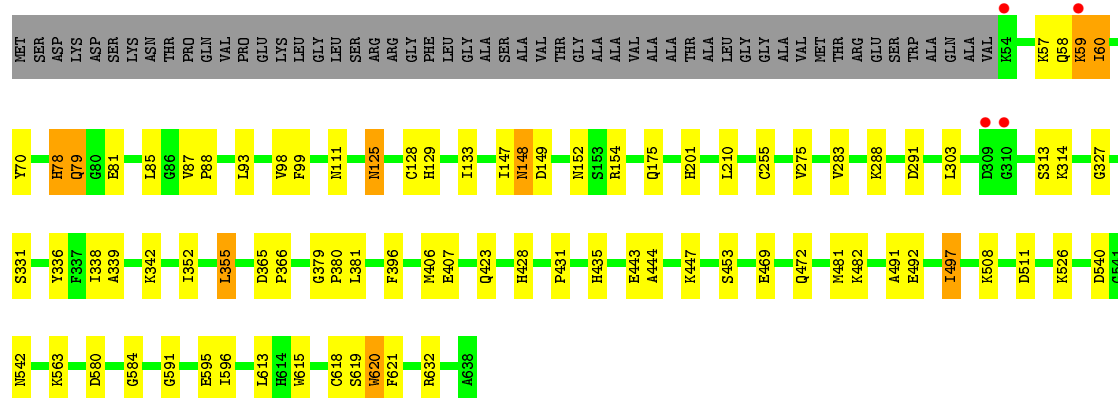 MET SER ASP LYS ASP SER LYS ASN THR PRO GLN VAL PRO GLU LYS LEU GLY LEU SER ARG ARG GLY PHE LEU GLY ALA SER ALA VAL THR GLY ALA ALA VAL ALA ALA THR ALA LEU GLY GLY ALA VAL MET THR ARG GLU SER TRP ALA GLN ALA VAL K54 K57 Q58 K59 I60
Y70 H78 Q79 G80 E81 L85 G86 V87 P88 L93 V98 F99 N111 N125 C128 H129 I133 I147 N148 D149 N152 S153 R154 Q175 H201 L210 C255 V275 V283 K288 D291 L303 D309 G310 S313 K314 G327
S331 Y336 F337 I338 A339 K342 I352 L355 D365 P366 G379 P380 L381 F396 M406 E407 Q423 H428 P431 H435 E443 A444 K447 S453 E469 Q472 M481 K482 A491 E492 I497 K508 D511 K526 D540 G541
N542 K563 D580 G584 G591 E595 I596 L613 H614 W615 C618 S619 W620 F621 R632 A638